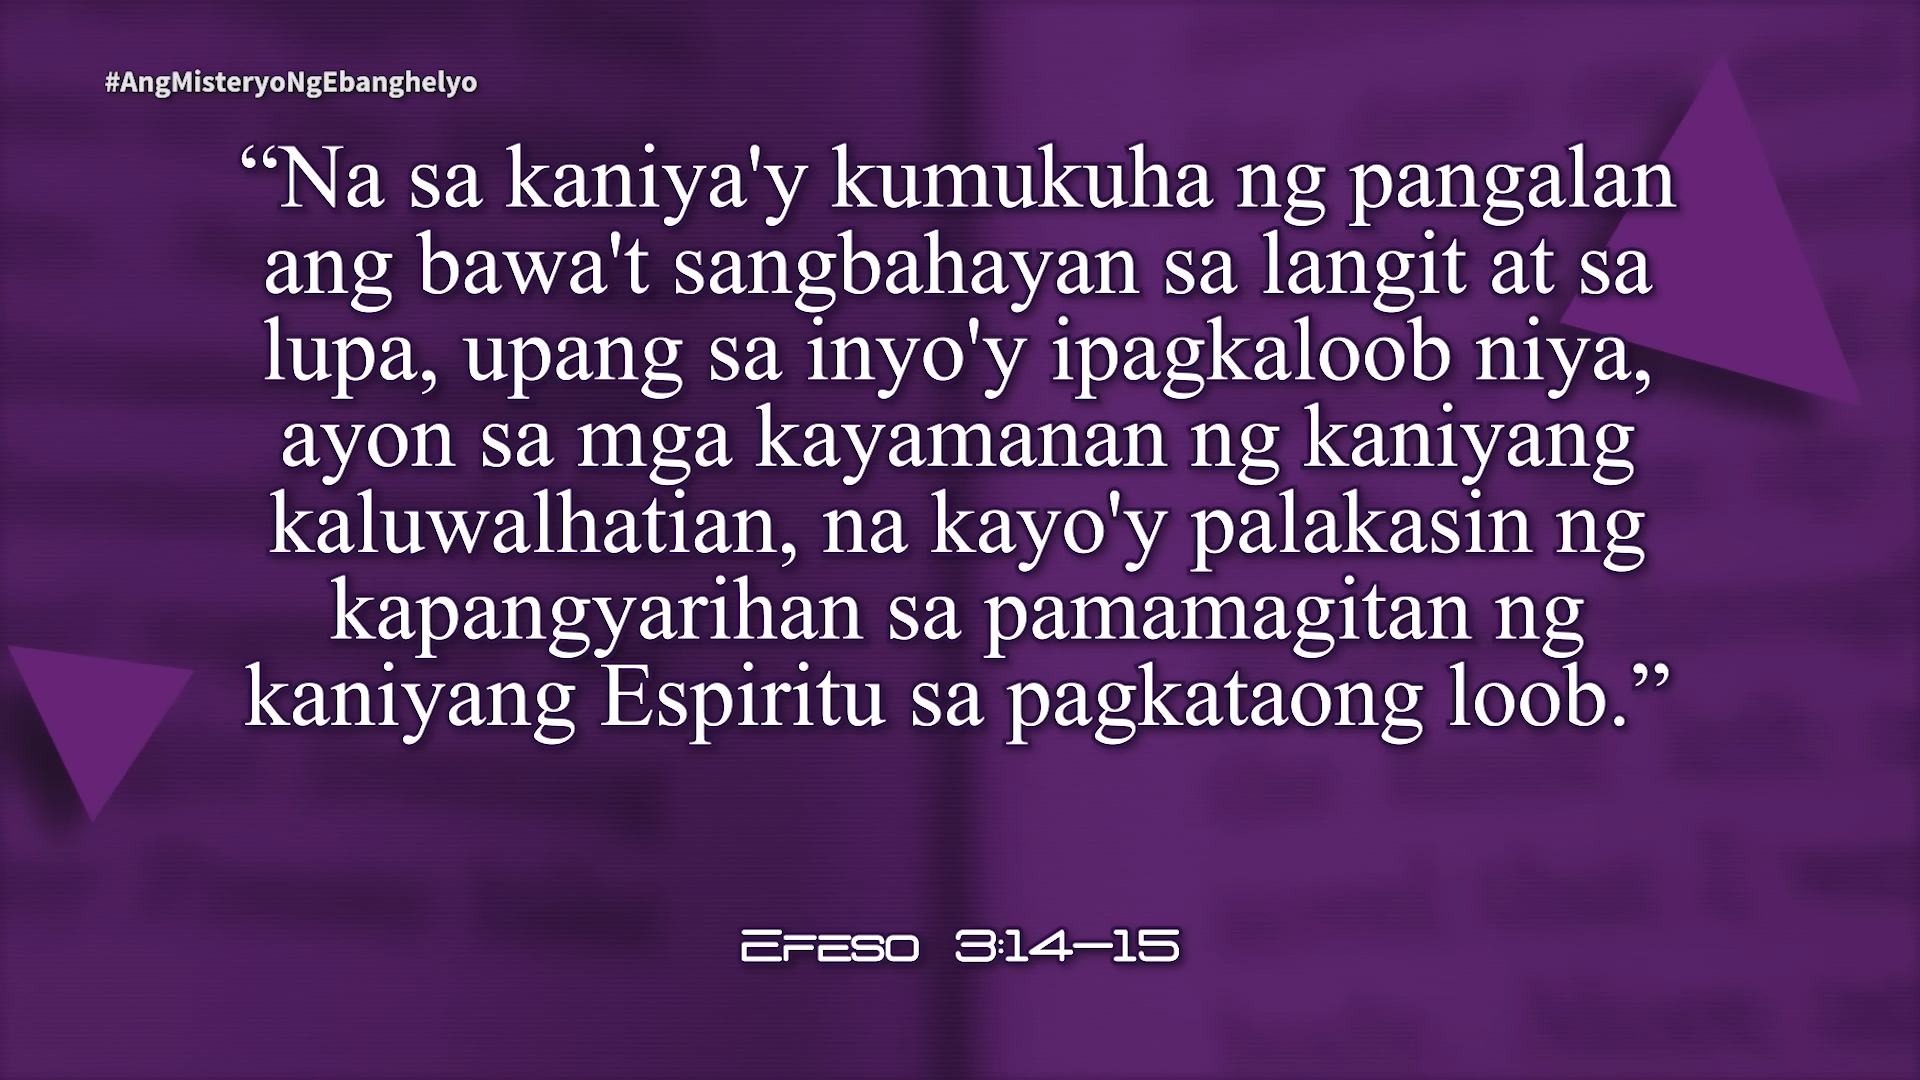 #AngMisteryoNgEbanghelyo
“Na sa kaniya'y kumukuha ng pangalan
ang bawa't sangbahayan sa langit at sa
lupa, upang sa inyo'y ipagkaloob niya,
ayon sa mga kayamanan ng kaniyang
kaluwalhatian, na kayo'y palakasin ng
kapangyarihan sa pamamagitan ng
kaniyang Espiritu sa pagkataong loob.”
Efeso 3:14–15